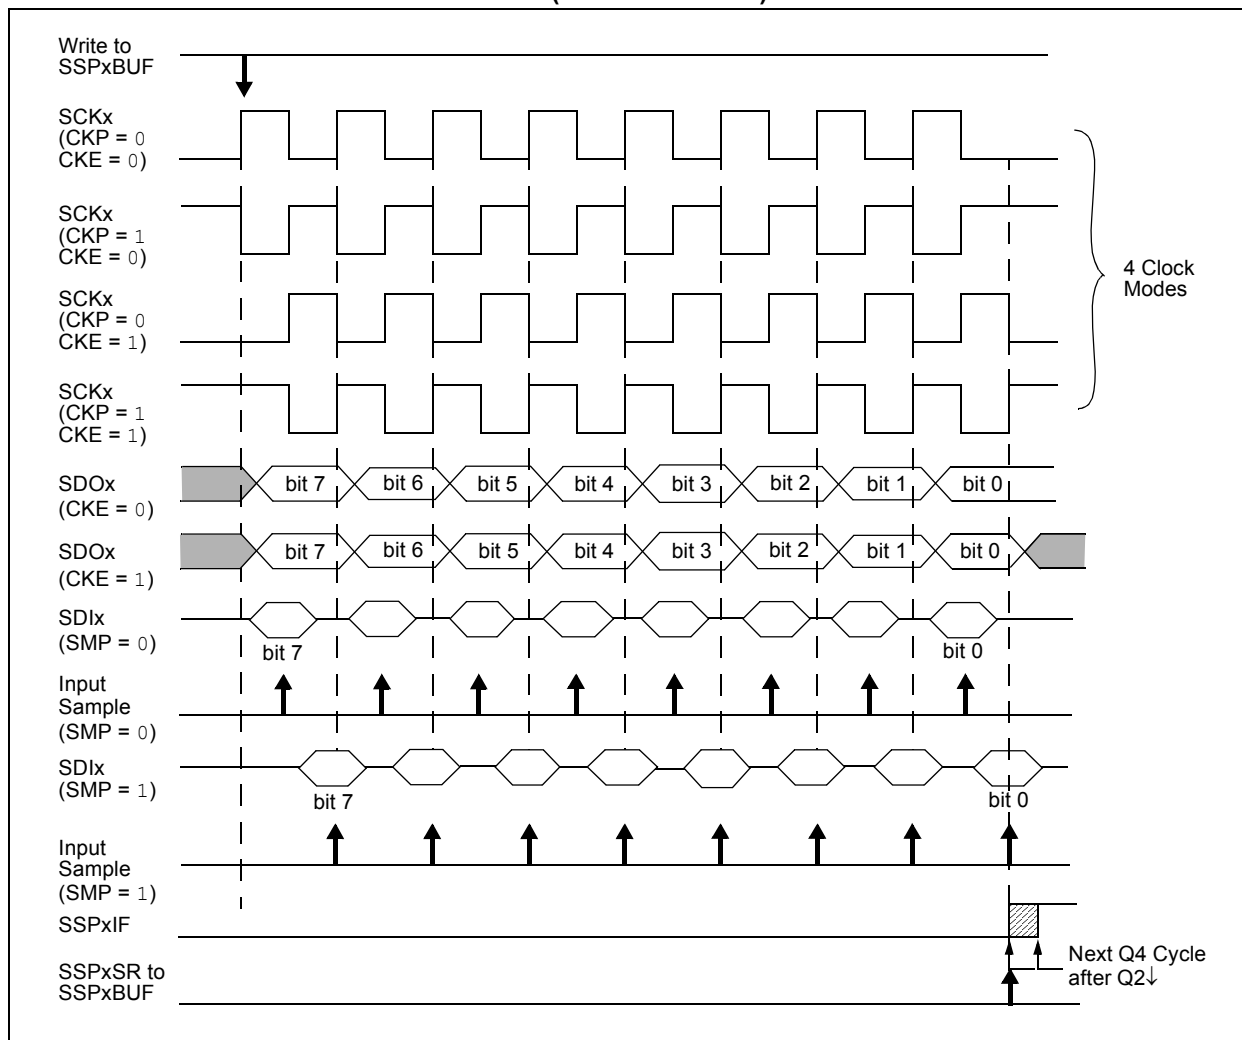 Write to
SSPxBUF
SCKx
(CKP = 0
CKE = 0)
SCKx
(CKP = 1
CKE = 0)
SCKx
(CKP = 0
CKE = 1)
SCKx
(CKP = 1
CKE = 1)
4 Clock
Modes
SDOx
(CKE = 0)
bit 7 bit 6 bit 5 bit 4 bit 3 bit 2 bit 1 bit 0
SDOx
(CKE = 1)
bit 7 bit 6 bit 5 bit 4 bit 3 bit 2 bit 1 bit 0
SDIx
(SMP = 0)
bit 7 bit 0
Input
Sample
(SMP = 0)
SDIx
(SMP = 1)
bit 7 bit 0
Input
Sample
(SMP = 1)
SSPxIF
SSPxSR to
SSPxBUF
Next Q4 Cycle
after Q2↓